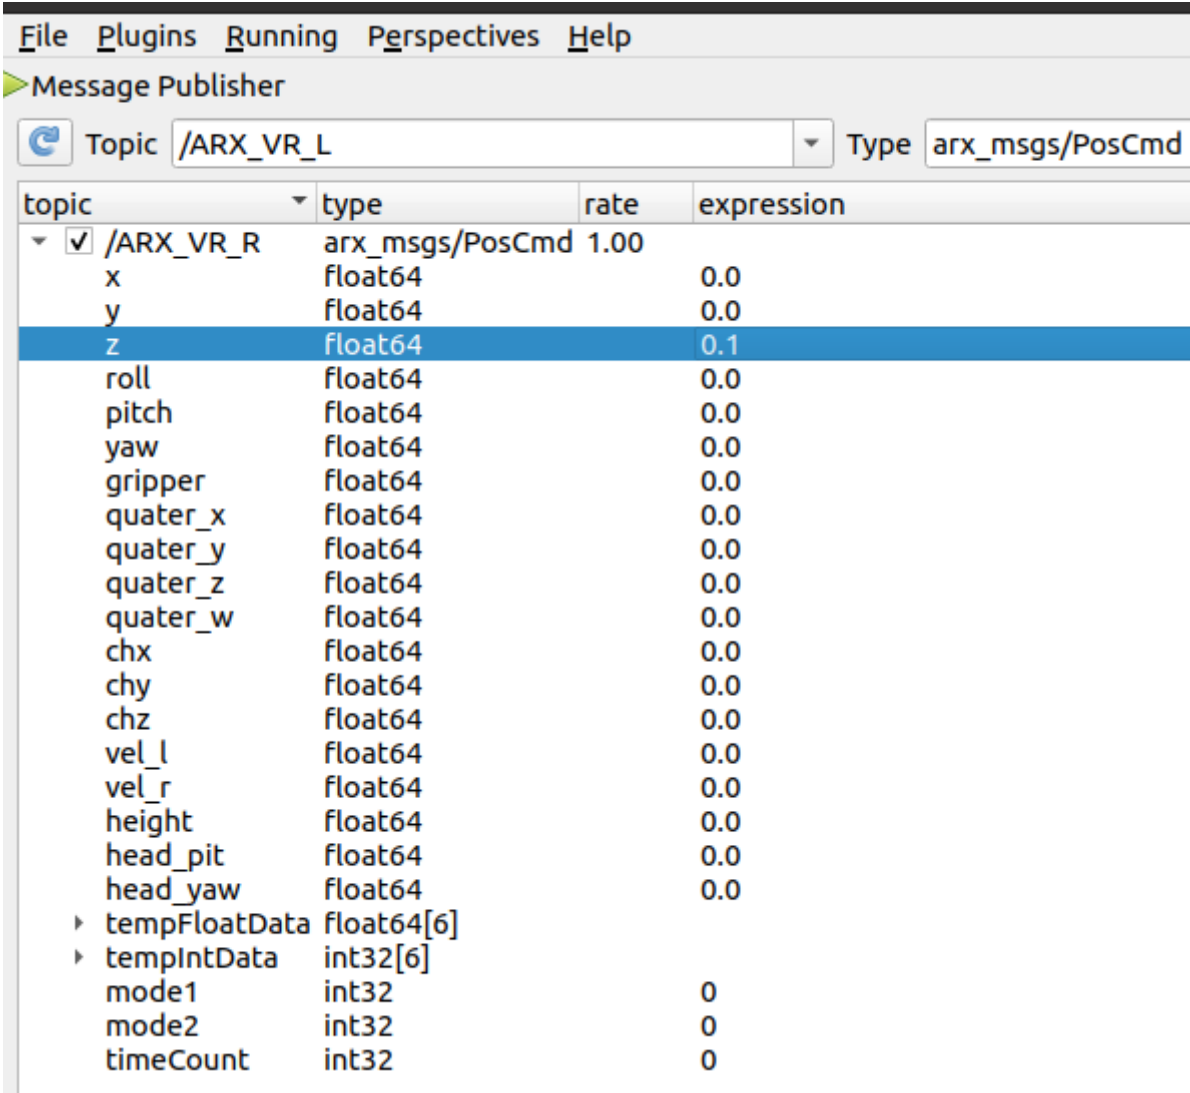 File Plugins Running Perspectives Help
Message Publisher
Topic /ARX_VR_L Type arx_msgs/PosCmd
topic type rate expression
/ARX_VR_R arx_msgs/PosCmd 1.00
x float64 0.0
y float64 0.0
z float64 0.1
roll float64 0.0
pitch float64 0.0
yaw float64 0.0
gripper float64 0.0
quater_x float64 0.0
quater_y float64 0.0
quater_z float64 0.0
quater_w float64 0.0
chx float64 0.0
chy float64 0.0
chz float64 0.0
vel_l float64 0.0
vel_r float64 0.0
height float64 0.0
head_pit float64 0.0
head_yaw float64 0.0
tempFloatData float64[6]
tempIntData int32[6]
mode1 int32 0
mode2 int32 0
timeCount int32 0